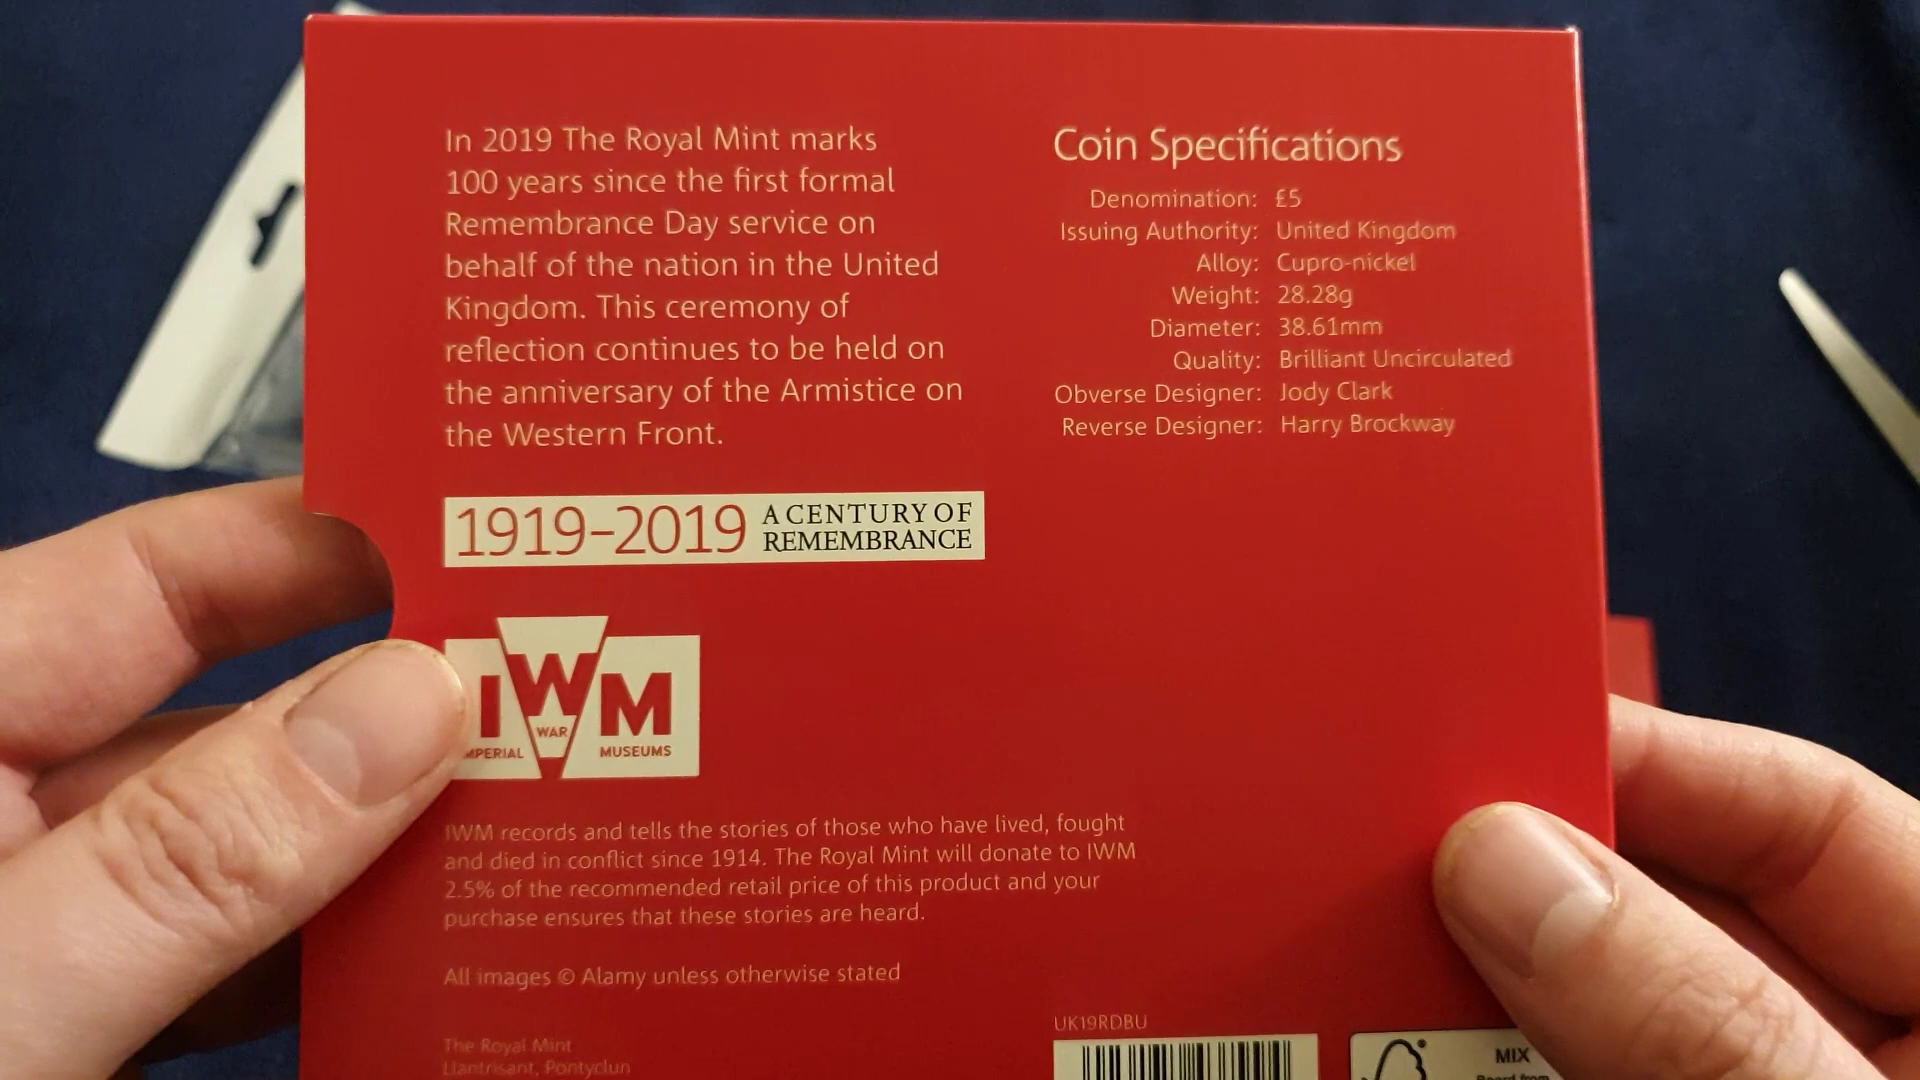 In 2019 The Royal Mint marks
100 years since the first formal
Remembrance Day service on
behalf of the nation in the United
Kingdom. This ceremony of
reflection continues to be held on
the anniversary of the Armistice on
the Western Front.
1919–2019 A CENTURY OF
REMEMBRANCE
IWM
WAR
MUSEUMS
IWM records and tells the stories of those who have lived, fought
and died in conflict since 1914. The Royal Mint will donate to IWM
2.5% of the recommended retail price of this product and your
purchase ensures that these stories are heard.
All images © Alamy unless otherwise stated
The Royal Mint
Llantrisant, Pontyclun
Coin Specifications
Denomination: £5
Issuing Authority: United Kingdom
Alloy: Cupro-nickel
Weight: 28.28g
Diameter: 38.61mm
Quality: Brilliant Uncirculated
Obverse Designer: Jody Clark
Reverse Designer: Harry Brockway
UK19RDBU
MIX
Board from